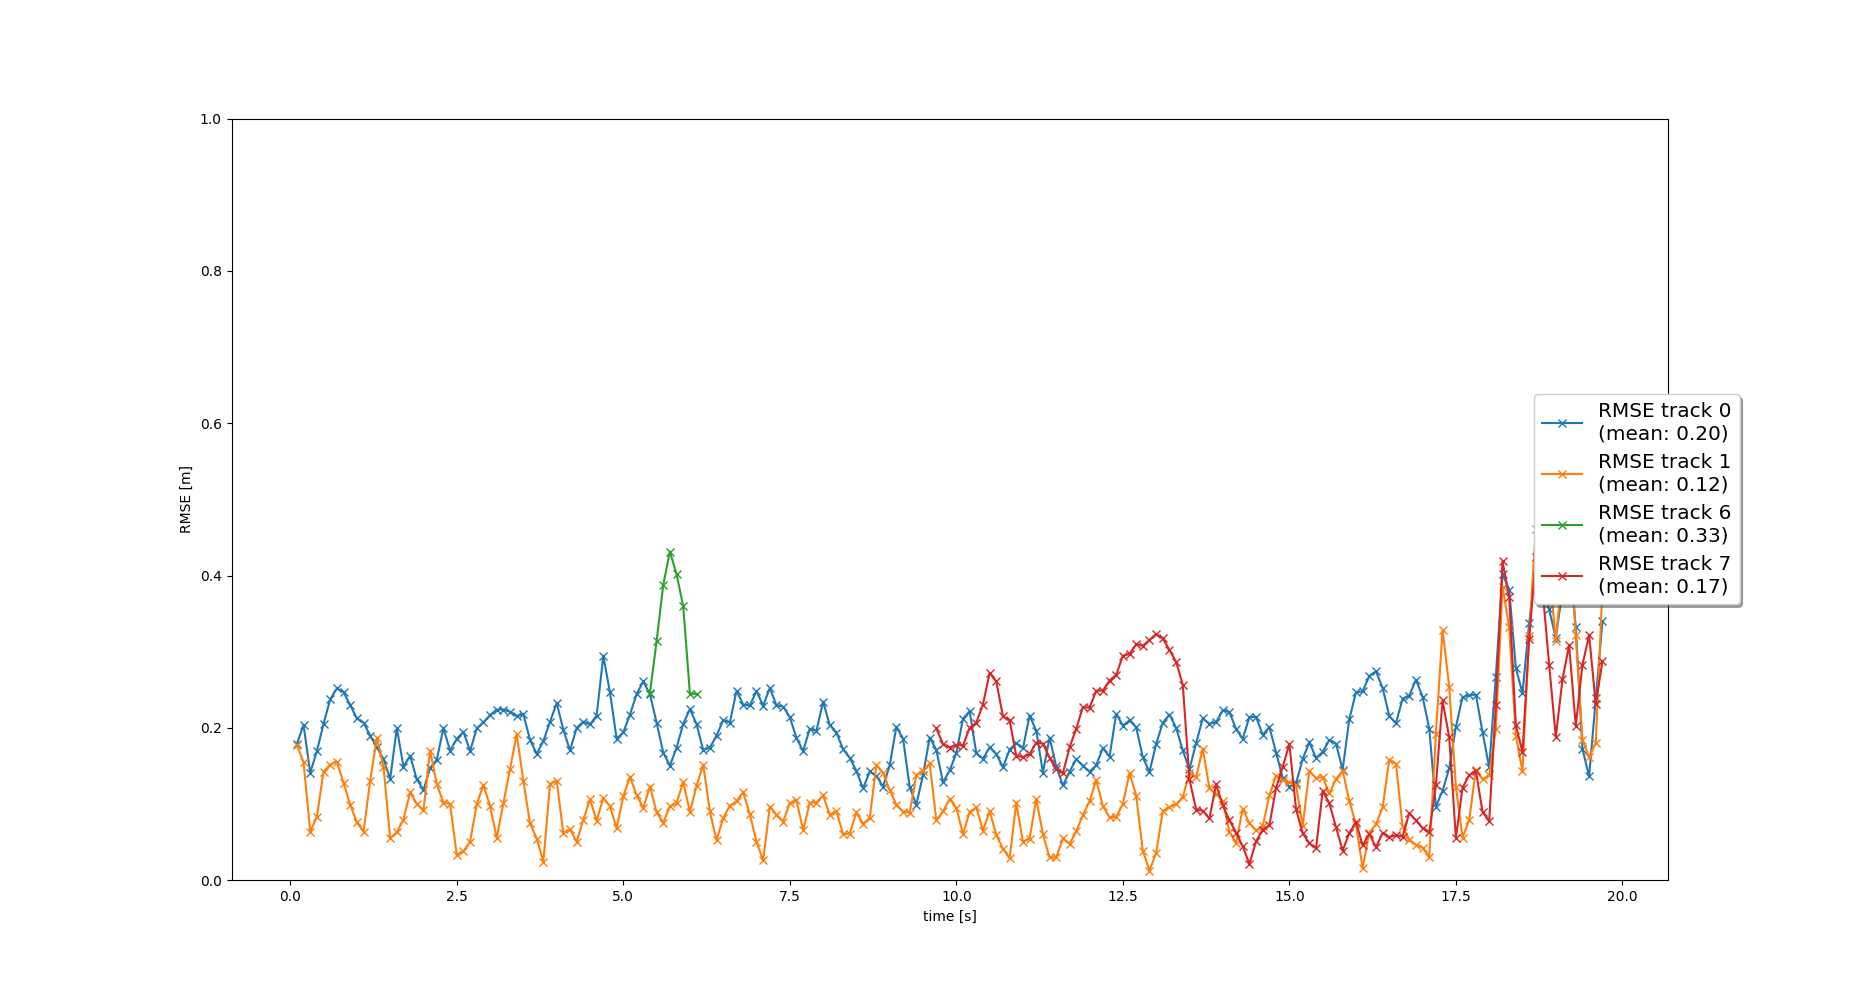 1.0
0.8
0.6
0.4
0.2
0.0
RMSE [m]
RMSE track 0
(mean: 0.20)
RMSE track 1
(mean: 0.12)
RMSE track 6
(mean: 0.33)
RMSE track 7
(mean: 0.17)
0.0 2.5 5.0 7.5 10.0 12.5 15.0 17.5 20.0
time [s]